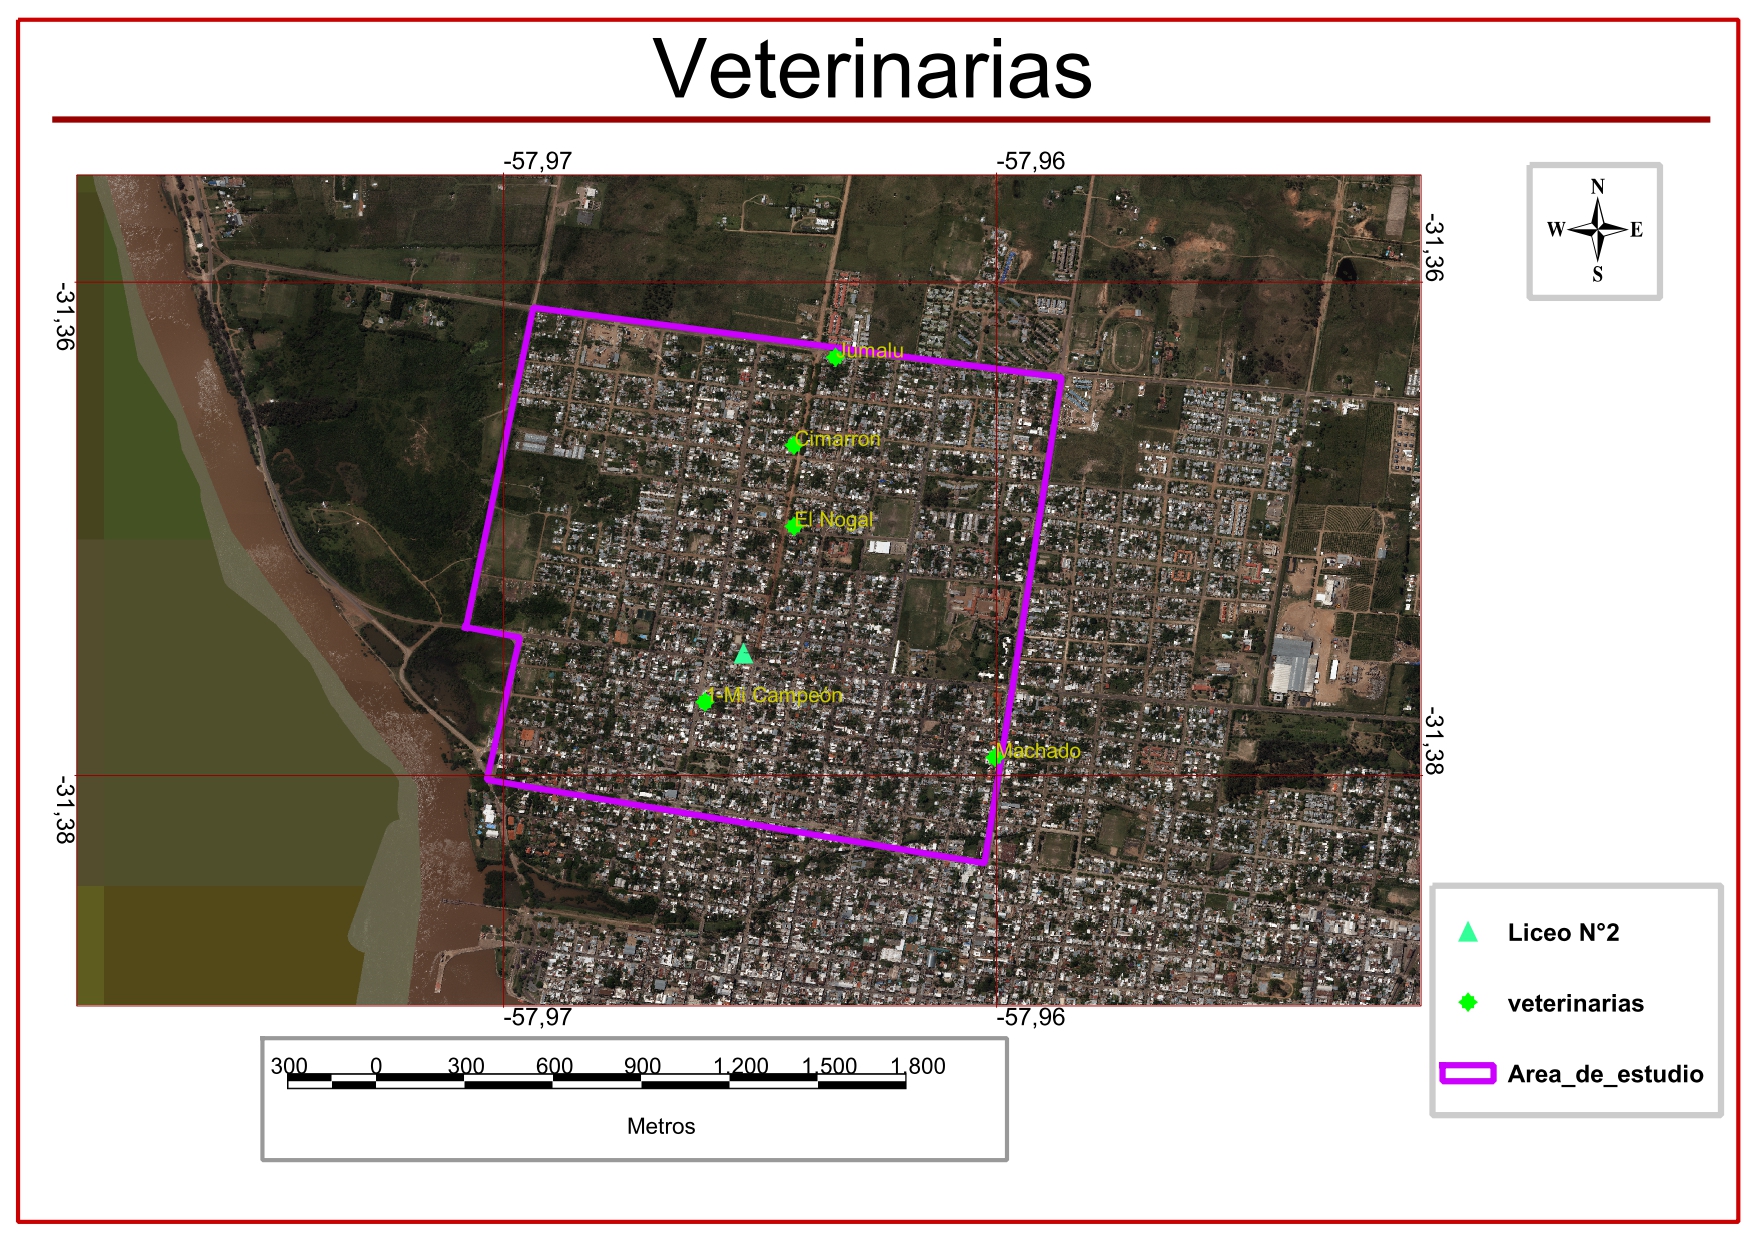 Veterinarias
-57,97
-57,96
N
W
E
S
-31,36
-31,36
Jumalu
Cimarron
El Nogal
Mi Campeón
Machado
-31,38
-31,38
-57,97
-57,96
Liceo N°2
veterinarias
Area_de_estudio
300 0 300 600 900 1.200 1.500 1.800
Metros